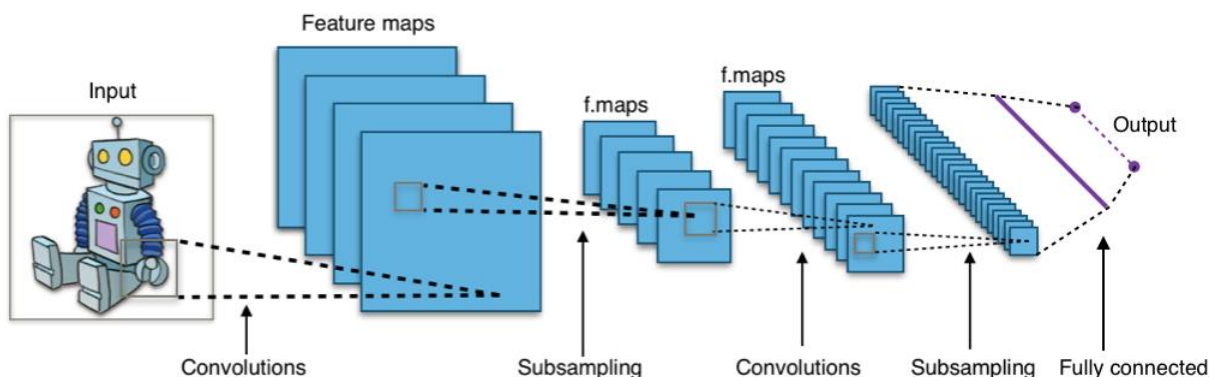 Feature maps
Input
f.maps
f.maps
Output
Convolutions
Subsampling
Convolutions
Subsampling
Fully connected